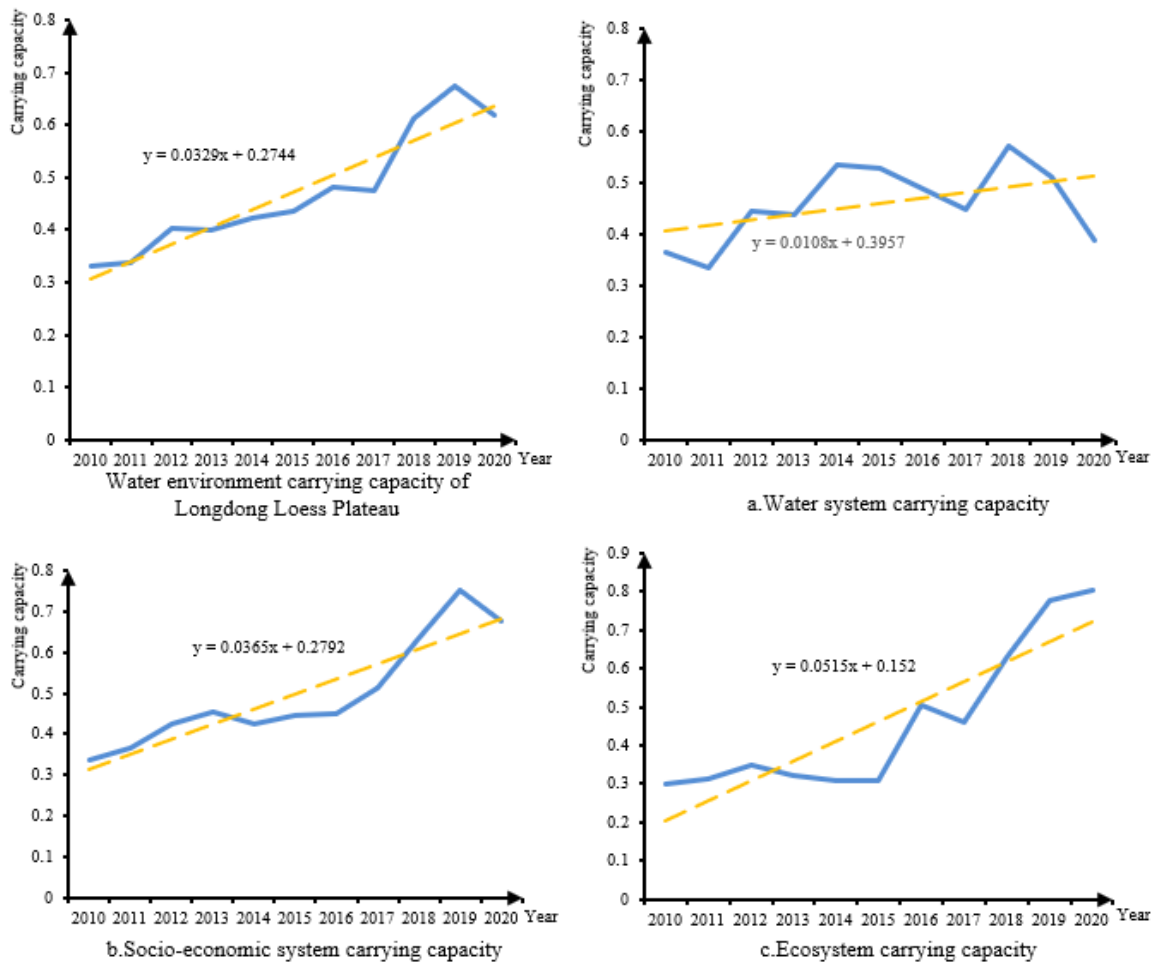 Carrying capacity
0.8
0.7
0.6
0.5
0.4
0.3
0.2
0.1
0
y = 0.0329x + 0.2744
2010 2011 2012 2013 2014 2015 2016 2017 2018 2019 2020 Year
Water environment carrying capacity of
Longdong Loess Plateau
Carrying capacity
0.8
0.7
0.6
0.5
0.4
0.3
0.2
0.1
0
y = 0.0108x + 0.3957
2010 2011 2012 2013 2014 2015 2016 2017 2018 2019 2020 Year
a.Water system carrying capacity
Carrying capacity
0.8
0.7
0.6
0.5
0.4
0.3
0.2
0.1
0
y = 0.0365x + 0.2792
2010 2011 2012 2013 2014 2015 2016 2017 2018 2019 2020 Year
b.Socio-economic system carrying capacity
Carrying capacity
0.9
0.8
0.7
0.6
0.5
0.4
0.3
0.2
0.1
0
y = 0.0515x + 0.152
2010 2011 2012 2013 2014 2015 2016 2017 2018 2019 2020 Year
c.Ecosystem carrying capacity